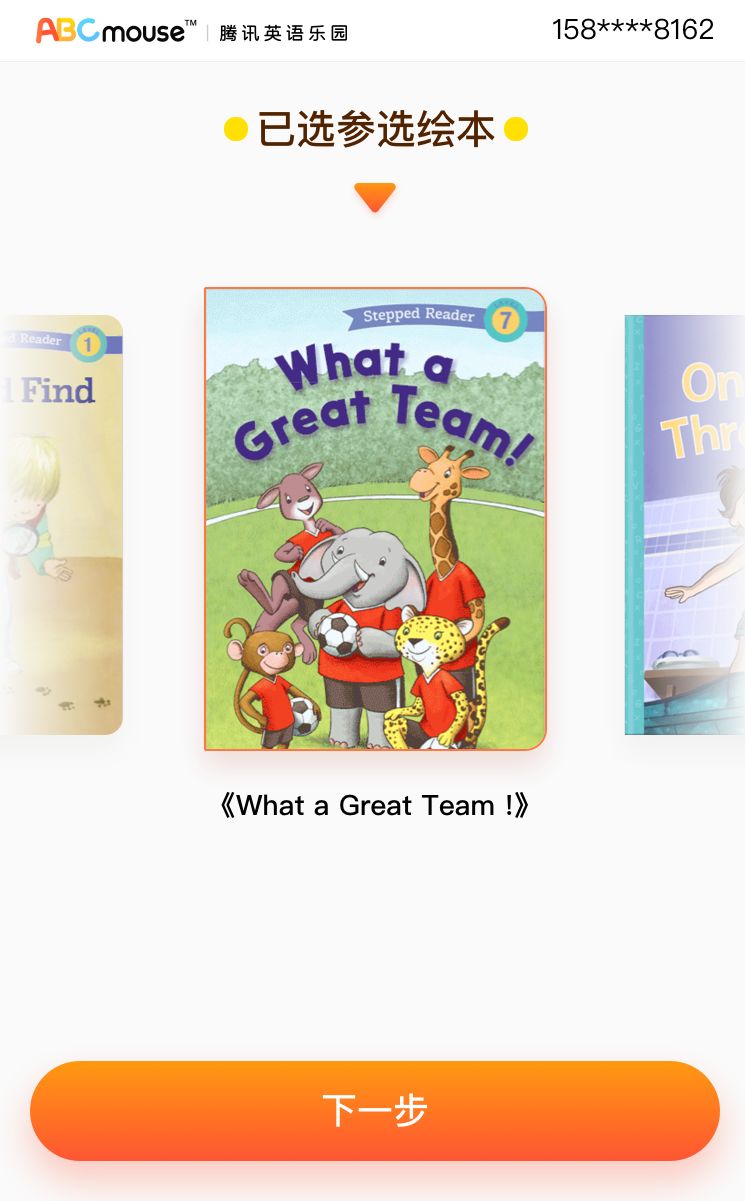 ABCmouse™ | 腾讯英语乐园
158****8162
已选参选绘本
Reader 1
Find
Stepped Reader 7
What a
Great Team!
On
《What a Great Team !》
下一步